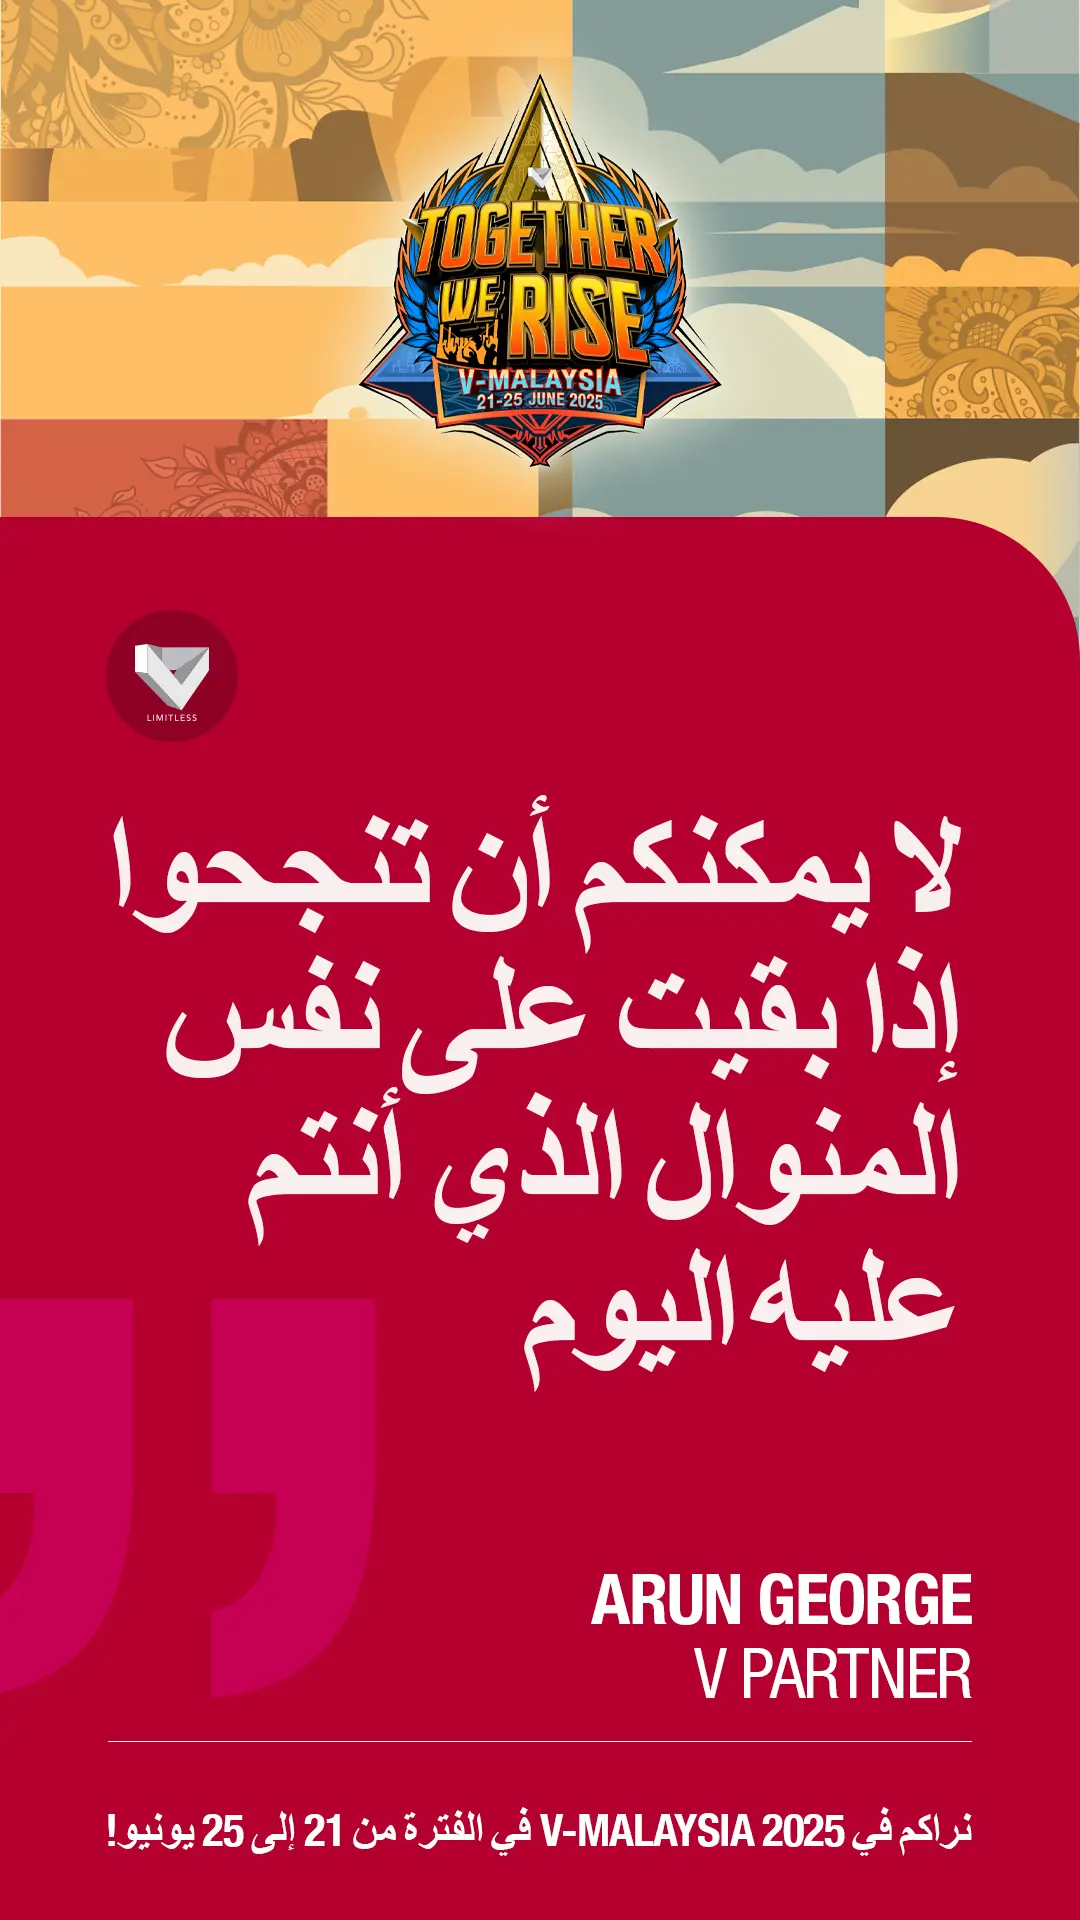 TOGETHER
WE RISE
V-MALAYSIA
21-25 JUNE 2025
LIMITLESS
لا يمكنكم أن تنجحوا
إذا بقيت على نفس
المنوال الذي أنتم
عليه اليوم
ARUN GEORGE
V PARTNER
نراكم في V-MALAYSIA 2025 في الفترة من 21 إلى 25 يونيو!